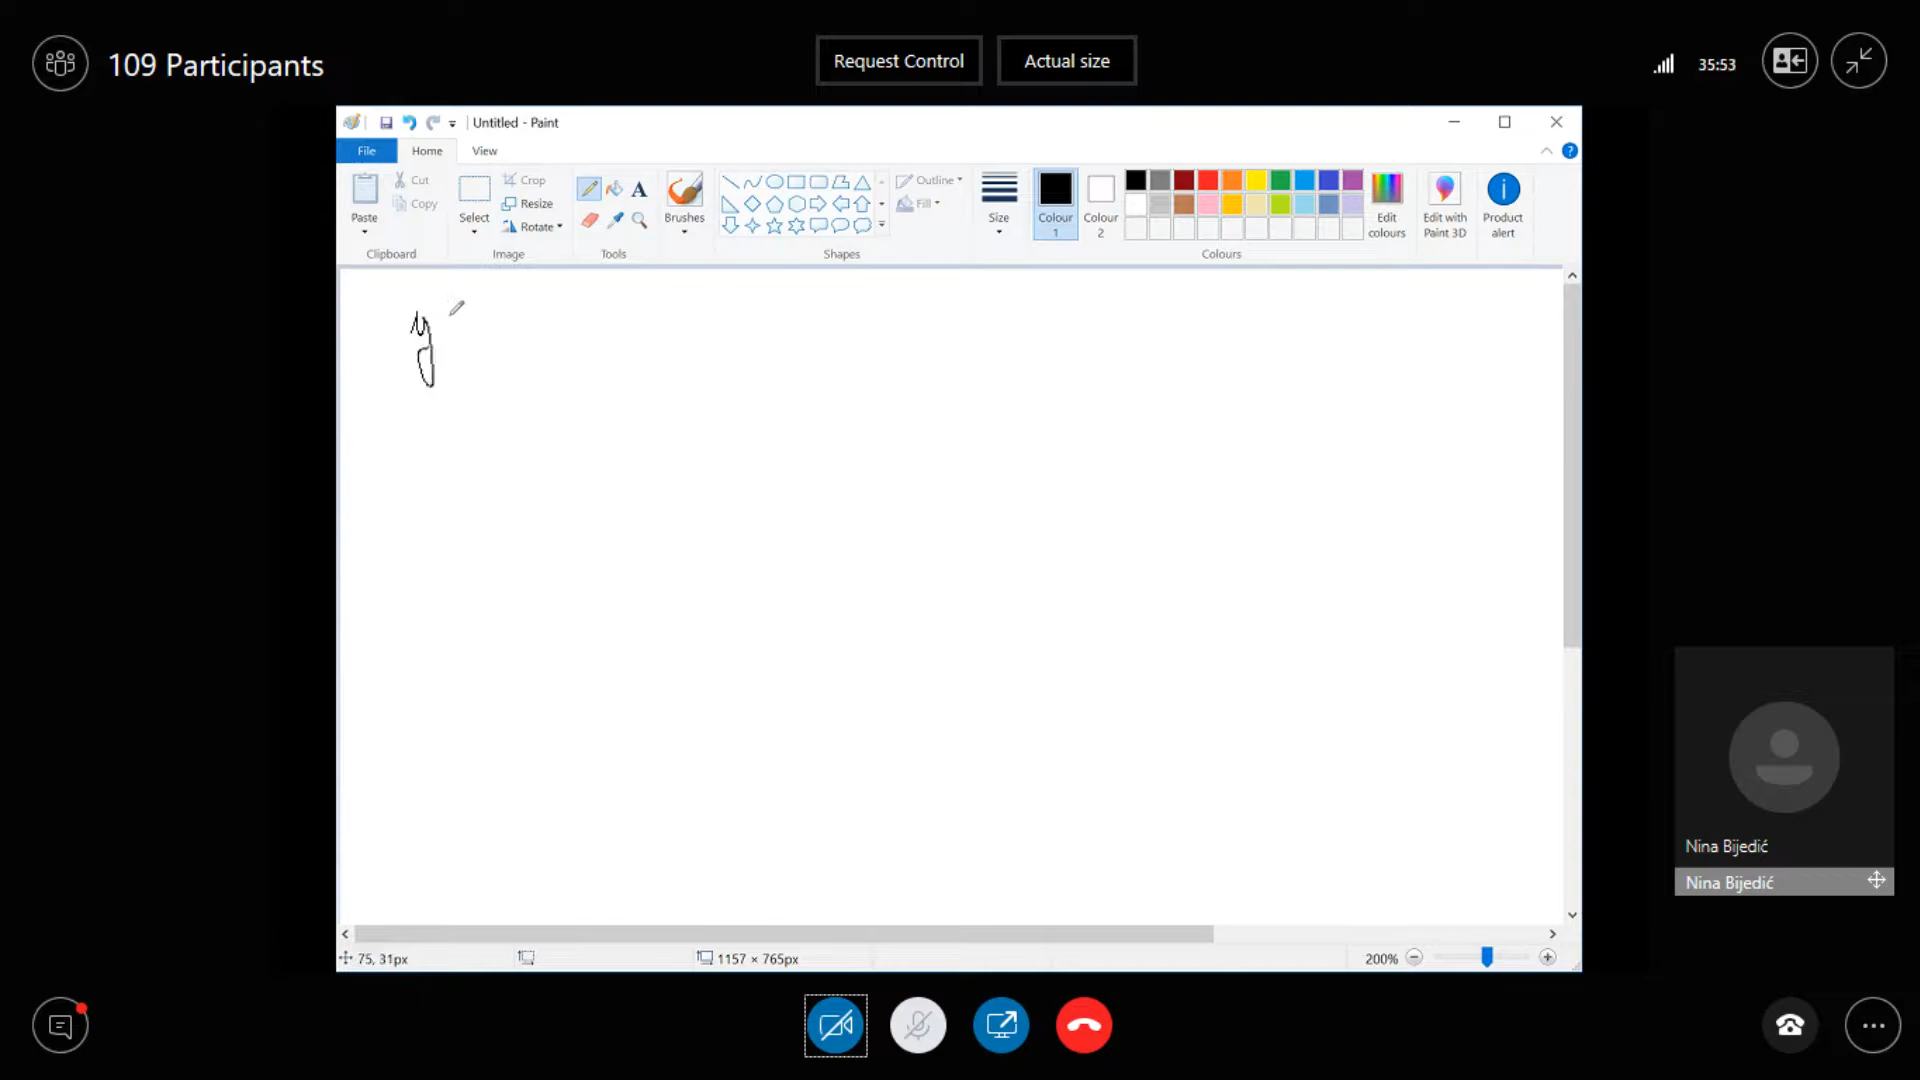 109 Participants
Request Control
Actual size
35:53
Untitled - Paint
File
Home
View
Paste
Cut
Copy
Clipboard
Select
Crop
Resize
Rotate
Image
A
Tools
Brushes
Shapes
Outline
Fill
Size
Colour 1
Colour 2
Colours
Edit colours
Edit with Paint 3D
Product alert
y
75, 31px
1157 × 765px
200%
Nina Bijedić
Nina Bijedić